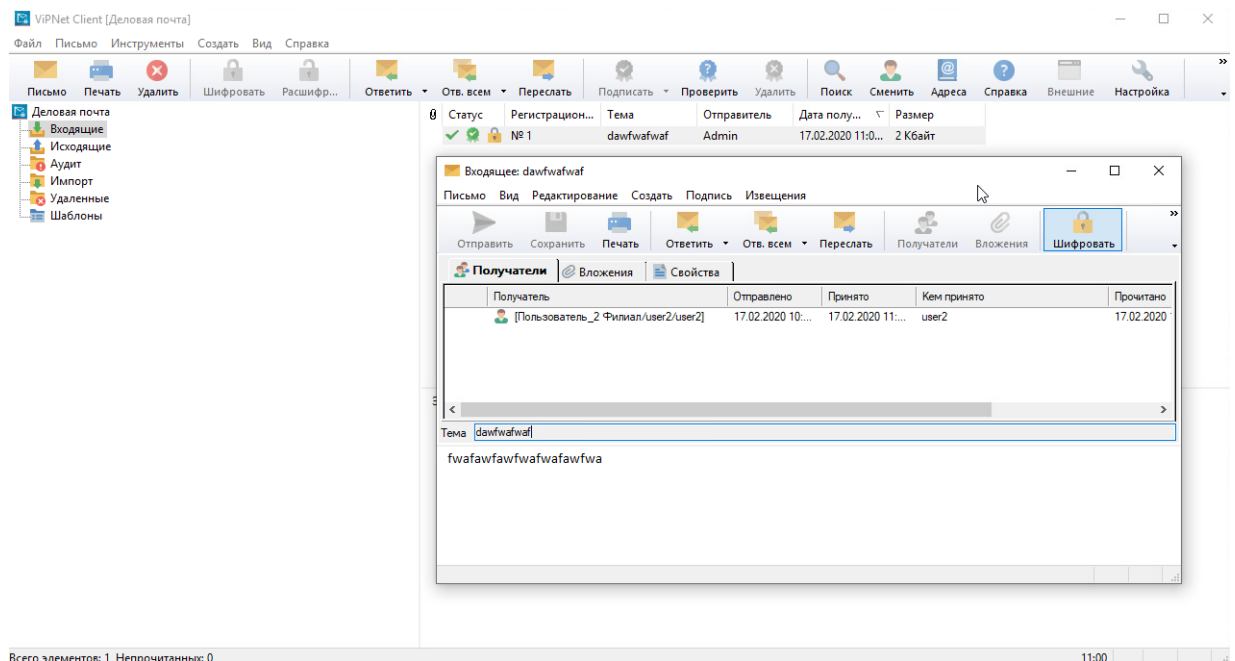 ViPNet Client [Деловая почта]
Файл Письмо Инструменты Создать Вид Справка
Письмо Печать Удалить Шифровать Расшифр... Ответить Отв. всем Переслать Подписать Проверить Удалить Поиск Сменить Адреса Справка Внешние Настройка
Деловая почта
Входящие
Исходящие
Аудит
Импорт
Удаленные
Шаблоны
Статус Регистрацион... Тема Отправитель Дата полу... Размер
№ 1 dawfwafwaf Admin 17.02.2020 11:0... 2 Кбайт
Входящее: dawfwafwaf
Письмо Вид Редактирование Создать Подпись Извещения
Отправить Сохранить Печать Ответить Отв. всем Переслать Получатели Вложения Шифровать
Получатели Вложения Свойства
Получатель Отправлено Принято Кем принято Прочитано
[Пользователь_2 Филиал/user2/user2] 17.02.2020 10:... 17.02.2020 11:... user2 17.02.2020
Тема dawfwafwaf
fwafawfawfwafwafawfwa
Всего элементов: 1 Непрочитанных: 0 11:00